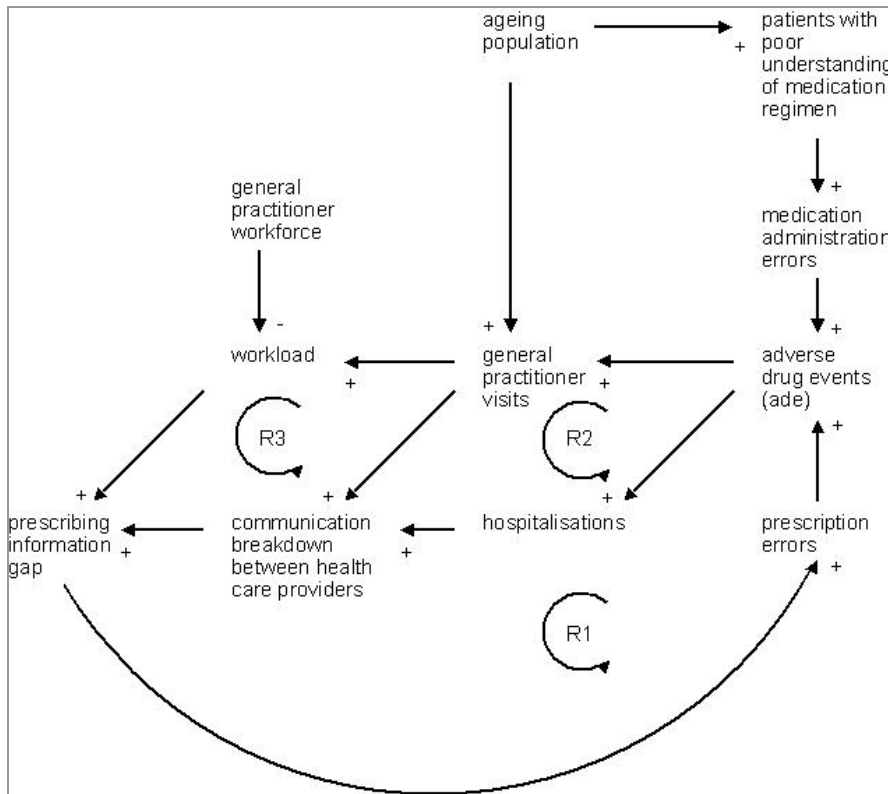 ageing
population
+
patients with
poor
understanding
of medication
regimen
+
general
practitioner
workforce
medication
administration
errors
-
+
+
workload
+
general
practitioner
visits
+
adverse
drug events
(ade)
+
R3
R2
+
+
+
prescribing
information
gap
+
communication
breakdown
between health
care providers
+
hospitalisations
prescription
errors
+
R1